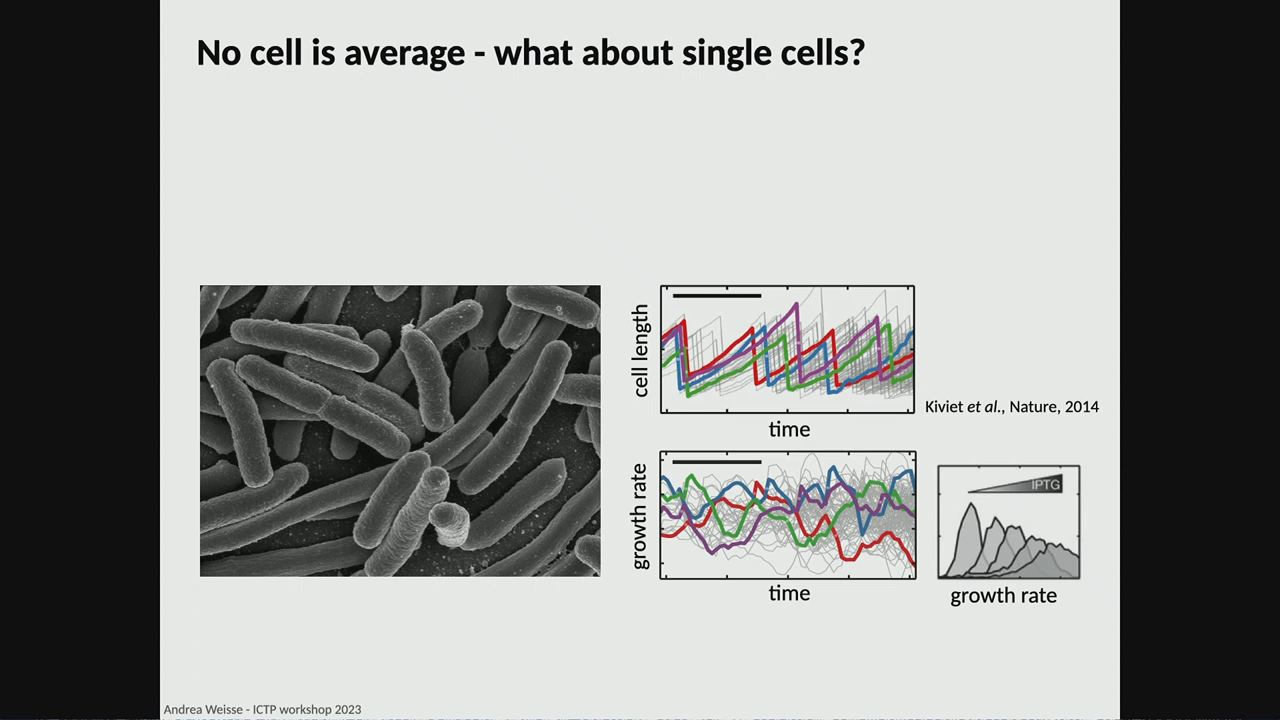 No cell is average - what about single cells?
cell length
time
Kiviet et al., Nature, 2014
growth rate
time
IPTG
growth rate
Andrea Weisse - ICTP workshop 2023